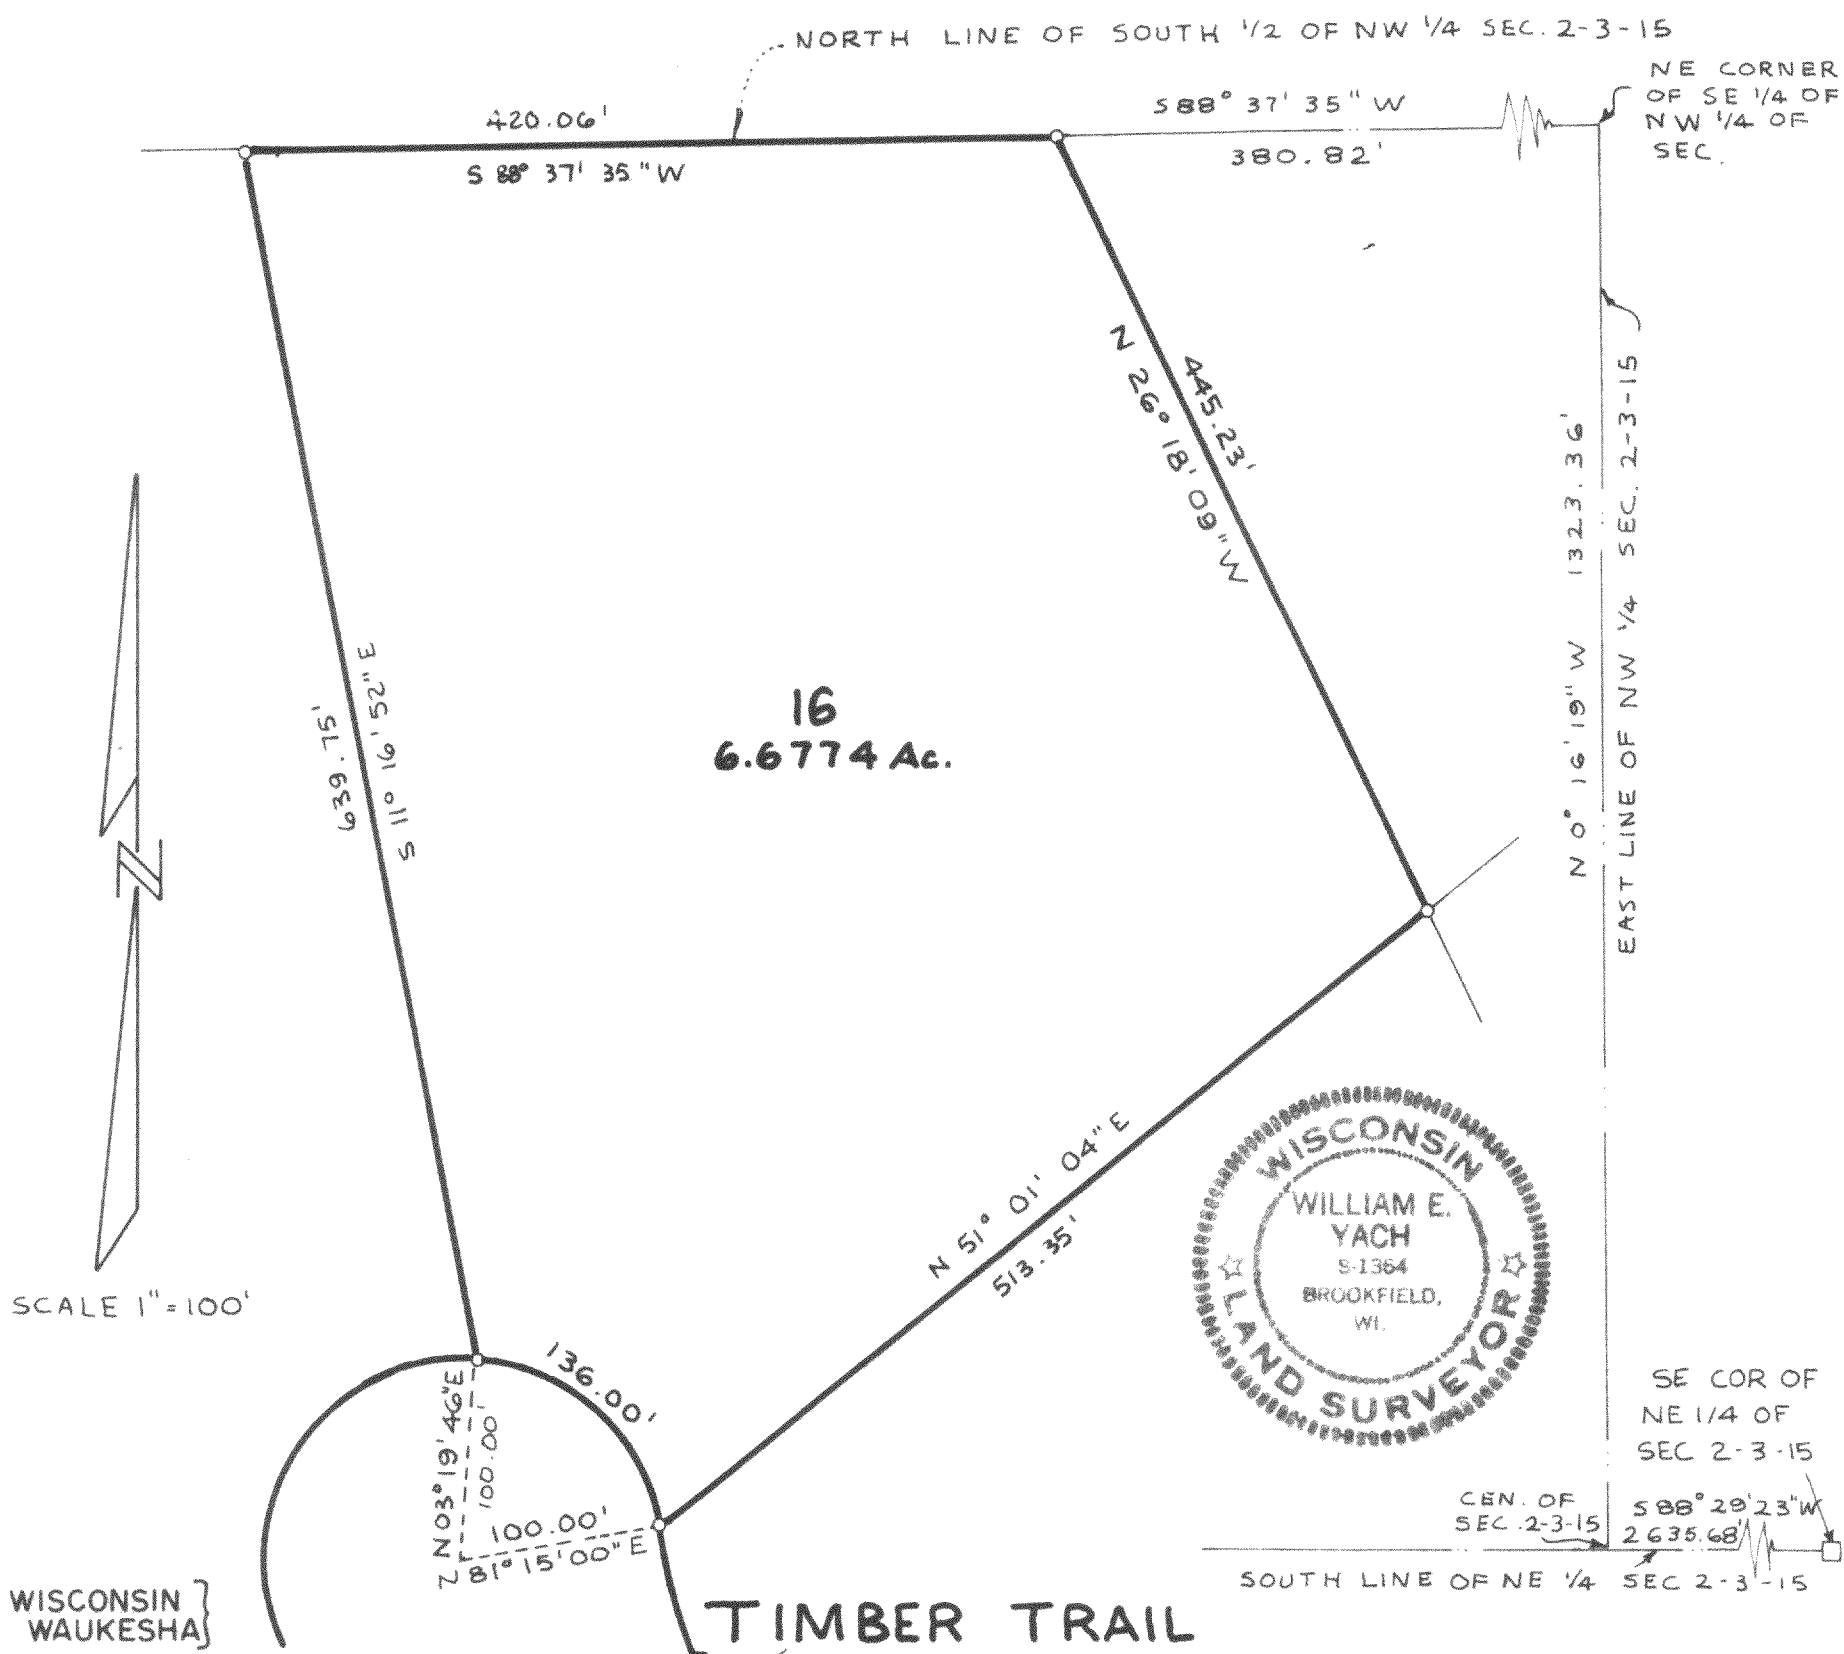 NORTH LINE OF SOUTH 1/2 OF NW 1/4 SEC. 2-3-15
NE CORNER
OF SE 1/4 OF
NW 1/4 OF
SEC.
420.06'
S 88° 37' 35" W
S 88° 37' 35" W
380.82'
445.23'
N 26° 18' 09" W
N 0° 16' 19" W 1323.36'
EAST LINE OF NW 1/4 SEC. 2-3-15
S 11° 16' 52" E
639.75'
16
6.6774 Ac.
N
SCALE 1"=100'
N 51° 01' 04" E
513.35'
WISCONSIN
WILLIAM E.
YACH
S-1364
BROOKFIELD,
WI.
LAND SURVEYOR
136.00'
N 03° 19' 46" E
100.00'
100.00'
N 81° 15' 00" E
SE COR OF
NE 1/4 OF
SEC 2-3-15
CEN. OF
SEC. 2-3-15
S 88° 29' 23" W
2635.68'
SOUTH LINE OF NE 1/4 SEC 2-3-15
WISCONSIN
WAUKESHA
TIMBER TRAIL